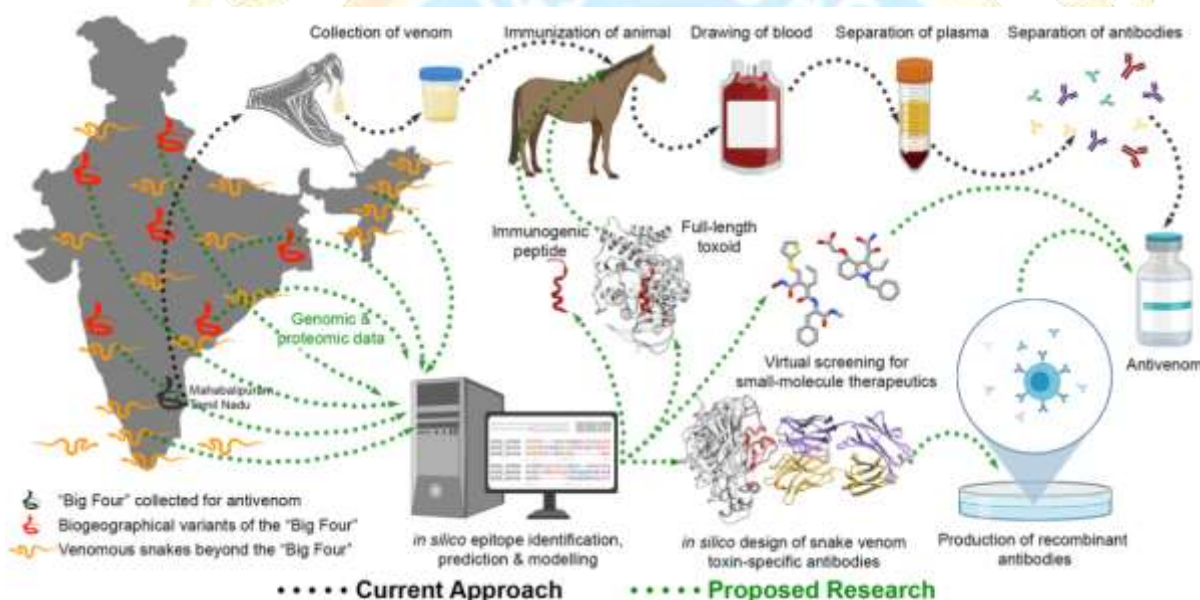 Collection of venom
Immunization of animal
Drawing of blood
Separation of plasma
Separation of antibodies
Immunogenic
peptide
Full-length
toxoid
Genomic &
proteomic data
Mahabalipuram
Tamil Nadu
Virtual screening for
small-molecule therapeutics
Antivenom
"Big Four" collected for antivenom
Biogeographical variants of the "Big Four"
Venomous snakes beyond the "Big Four"
in silico epitope identification,
prediction & modelling
in silico design of snake venom
toxin-specific antibodies
Production of recombinant
antibodies
Current Approach
Proposed Research